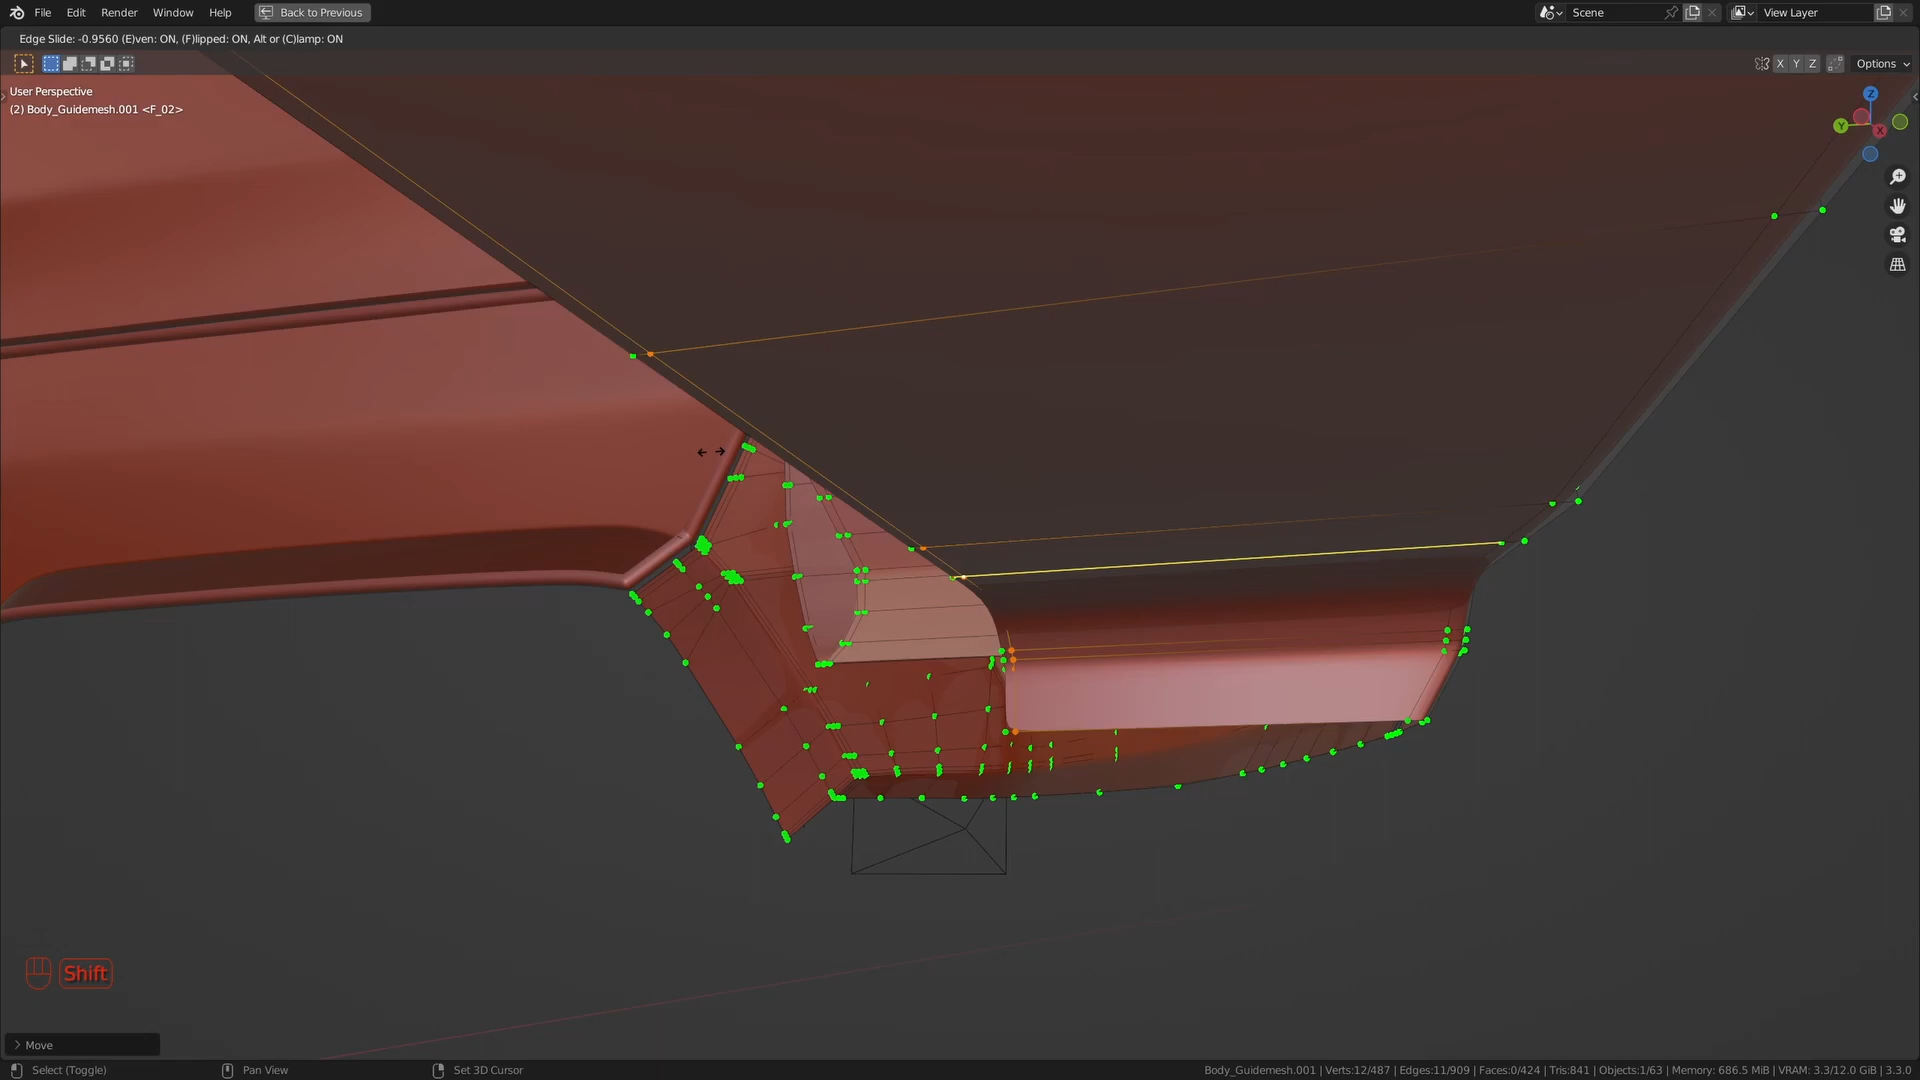 File Edit Render Window Help Back to Previous Scene View Layer
Edge Slide: -0.9560 (E)ven: ON, (F)lipped: ON, Alt or (C)lamp: ON
X Y Z Options
User Perspective
(2) Body_Guidemesh.001 <F_02>
Z
Y
X
Shift
> Move
Select (Toggle) Pan View Set 3D Cursor Body_Guidemesh.001 | Verts:12/487 | Edges:11/909 | Faces:0/424 | Tris:841 | Objects:1/63 | Memory: 686.5 MiB | VRAM: 3.3/12.0 GiB | 3.3.0